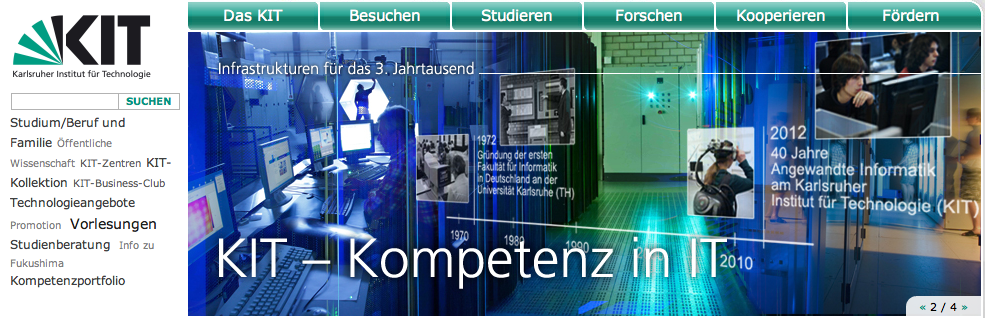 KIT
Karlsruher Institut für Technologie
SUCHEN
Studium/Beruf und
Familie Öffentliche
Wissenschaft KIT-Zentren KIT-
Kollektion KIT-Business-Club
Technologieangebote
Promotion Vorlesungen
Studienberatung Info zu
Fukushima
Kompetenzportfolio
Das KIT
Besuchen
Studieren
Forschen
Kooperieren
Fördern
Infrastrukturen für das 3. Jahrtausend
1972
Gründung der ersten
Fakultät für Informatik
in Deutschland an der
Universität Karlsruhe (TH)
2012
40 Jahre
Angewandte Informatik
am Karlsruher
Institut für Technologie (KIT)
1970
1980
1990
2010
KIT – Kompetenz in IT
« 2 / 4 »